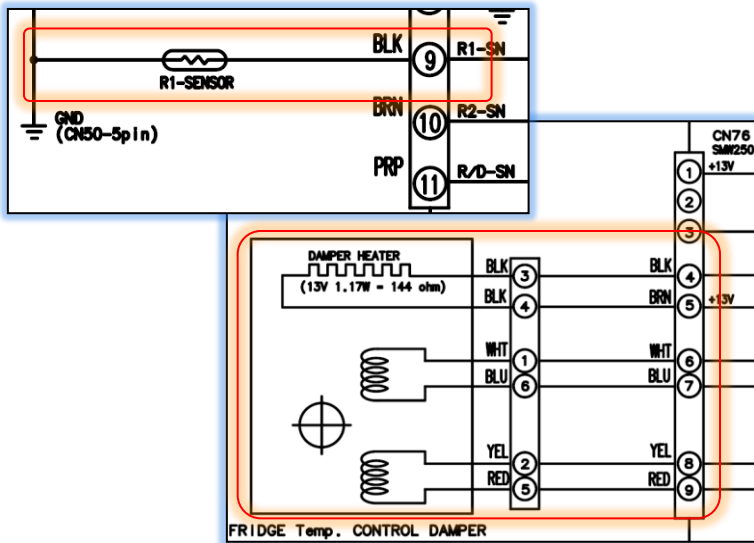 BLK
9
R1-SN
R1-SENSOR
GND
(CN50-5pin)
BRN
10
R2-SN
PRP
11
R/D-SN
CN76
SMW250
1
+13V
2
3
DAMPER HEATER
(13V 1.17W - 144 ohm)
BLK
3
BLK
4
BLK
4
BRN
5
+13V
WHT
1
WHT
6
BLU
6
BLU
7
YEL
2
YEL
8
RED
5
RED
9
FRIDGE Temp. CONTROL DAMPER